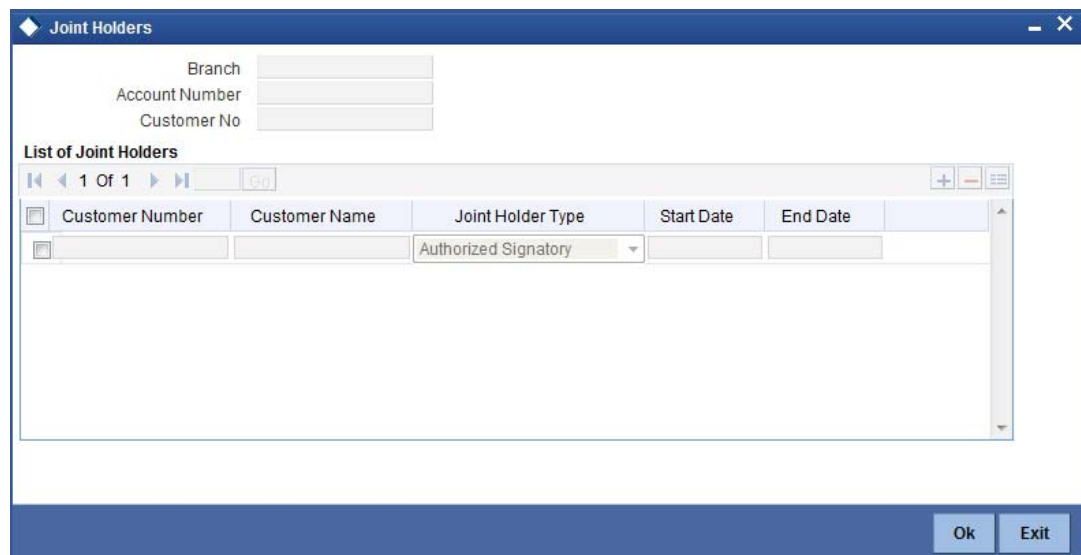 Joint Holders
Branch
Account Number
Customer No
List of Joint Holders
1 Of 1 Go
Customer Number Customer Name Joint Holder Type Start Date End Date
Authorized Signatory
Ok Exit